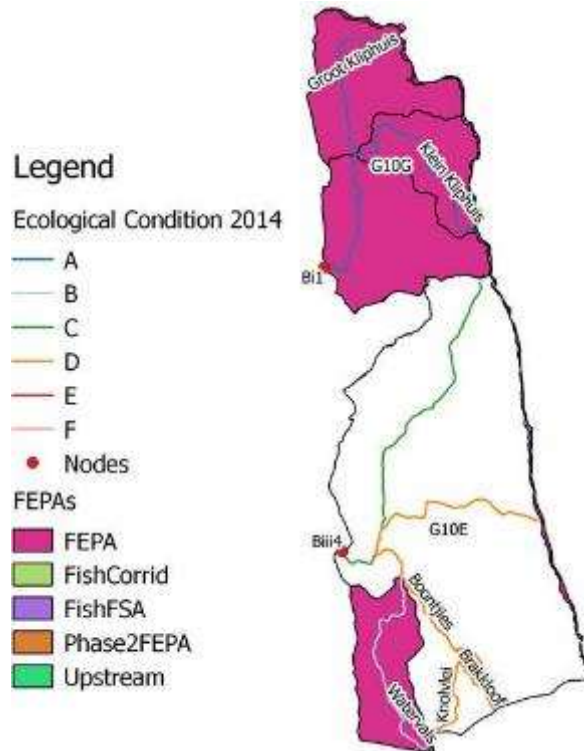 Legend
Ecological Condition 2014
A
B
C
D
E
F
Nodes
FEPAs
FEPA
FishCorrid
FishFSA
Phase2FEPA
Upstream
Groot Kliphuis
Klein Kliphuis
G10G
Bi1
G10E
Biii4
Boontjies
Brakkloof
Knolvlei
Watervals